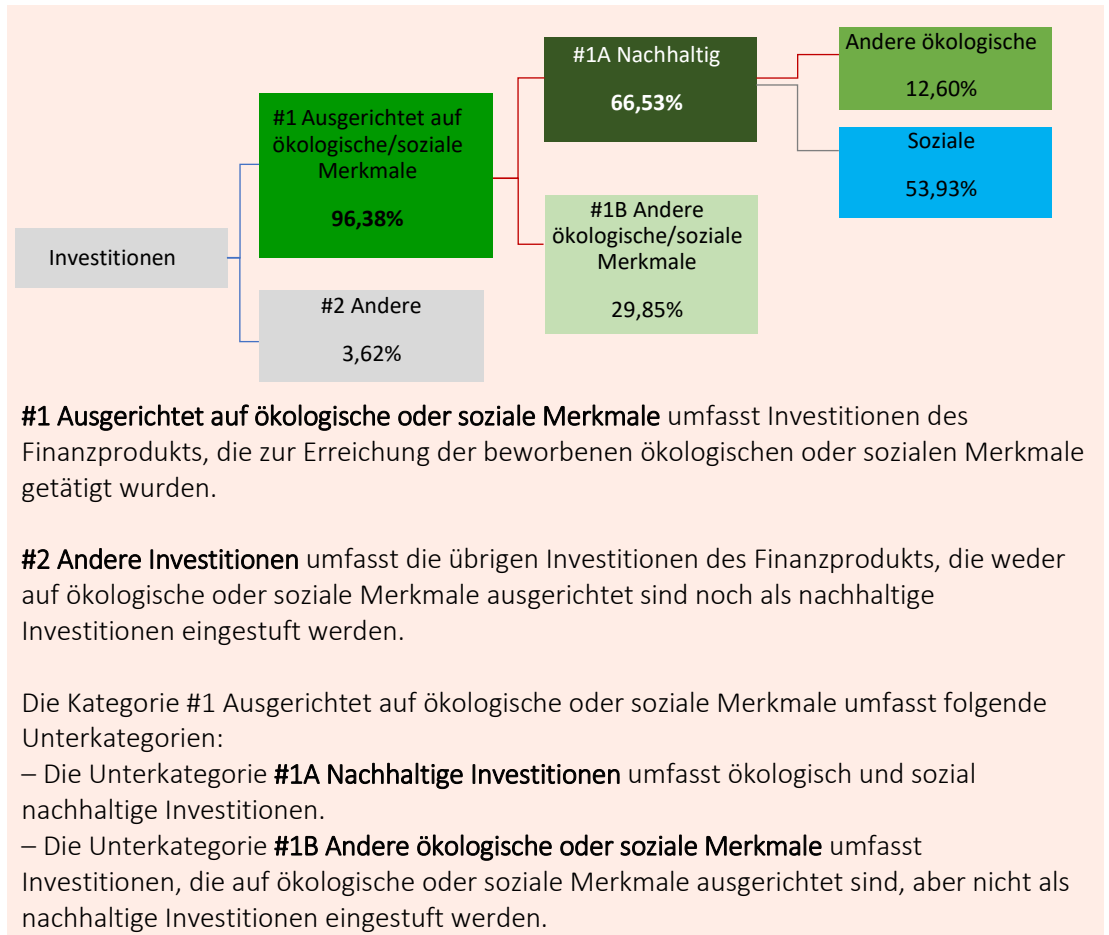 Investitionen
#1 Ausgerichtet auf
ökologische/soziale
Merkmale
96,38%
#2 Andere
3,62%
#1A Nachhaltig
66,53%
#1B Andere
ökologische/soziale
Merkmale
29,85%
Andere ökologische
12,60%
Soziale
53,93%
#1 Ausgerichtet auf ökologische oder soziale Merkmale umfasst Investitionen des
Finanzprodukts, die zur Erreichung der beworbenen ökologischen oder sozialen Merkmale
getätigt wurden.
#2 Andere Investitionen umfasst die übrigen Investitionen des Finanzprodukts, die weder
auf ökologische oder soziale Merkmale ausgerichtet sind noch als nachhaltige
Investitionen eingestuft werden.
Die Kategorie #1 Ausgerichtet auf ökologische oder soziale Merkmale umfasst folgende
Unterkategorien:
– Die Unterkategorie #1A Nachhaltige Investitionen umfasst ökologisch und sozial
nachhaltige Investitionen.
– Die Unterkategorie #1B Andere ökologische oder soziale Merkmale umfasst
Investitionen, die auf ökologische oder soziale Merkmale ausgerichtet sind, aber nicht als
nachhaltige Investitionen eingestuft werden.